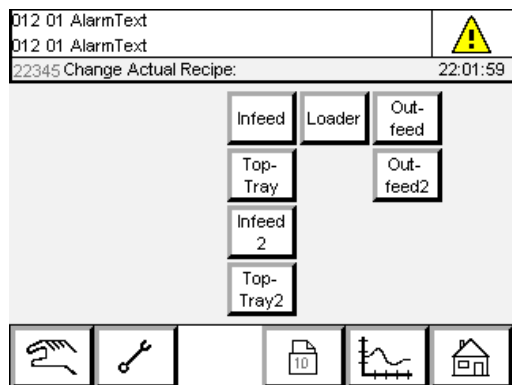 012 01 AlarmText
012 01 AlarmText
22345 Change Actual Recipe: 22:01:59
Infeed Loader Out-
feed
Top-
Tray
Out-
feed2
Infeed
2
Top-
Tray2
10